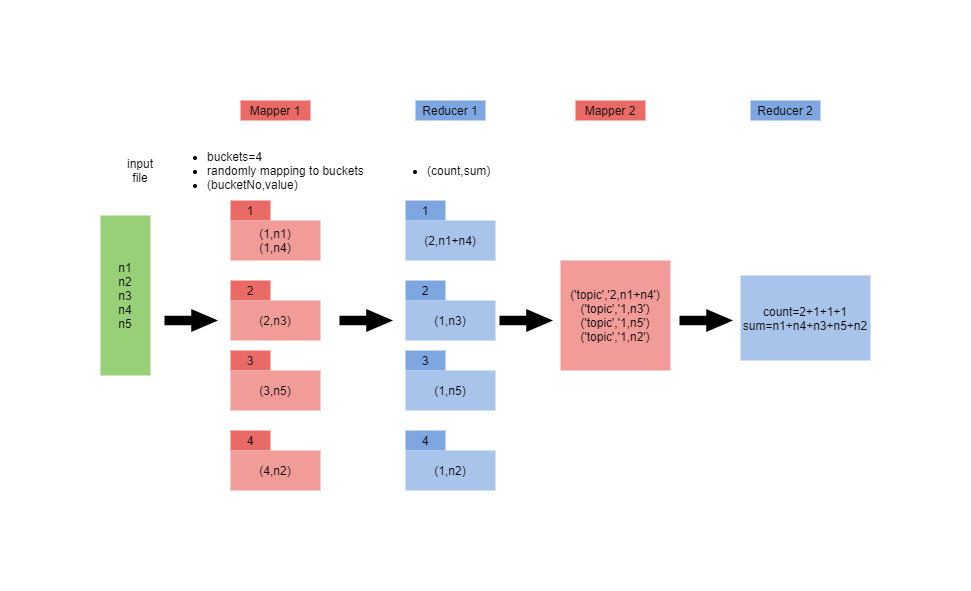 Mapper 1
Reducer 1
Mapper 2
Reducer 2
input
file
buckets=4
randomly mapping to buckets
(bucketNo,value)
(count,sum)
n1
n2
n3
n4
n5
1
(1,n1)
(1,n4)
2
(2,n3)
3
(3,n5)
4
(4,n2)
1
(2,n1+n4)
2
(1,n3)
3
(1,n5)
4
(1,n2)
('topic','2,n1+n4')
('topic','1,n3')
('topic','1,n5')
('topic','1,n2')
count=2+1+1+1
sum=n1+n4+n3+n5+n2